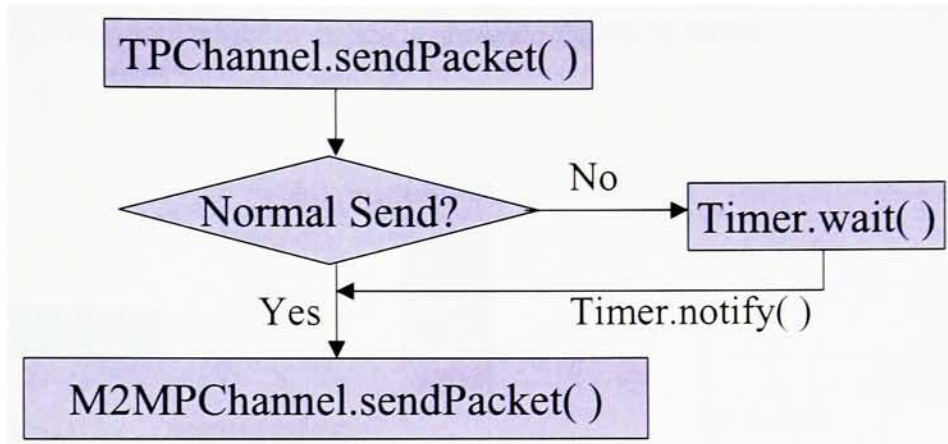 TPChannel.sendPacket( )
No
Normal Send?
Timer.wait( )
Yes
Timer.notify( )
M2MPChannel.sendPacket( )